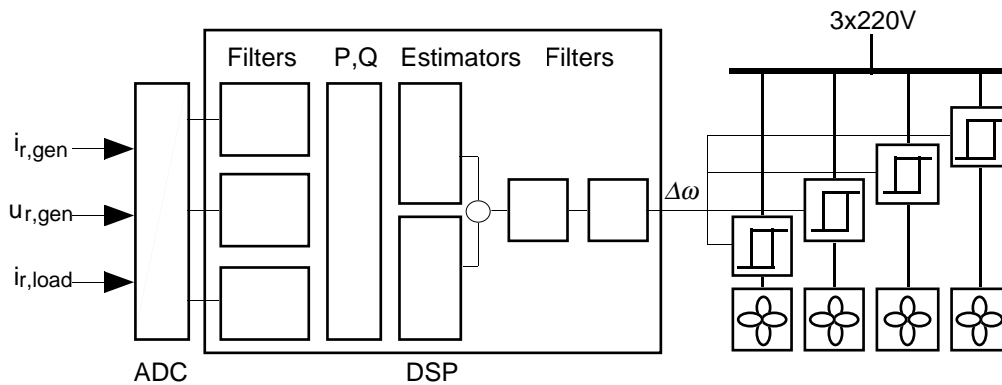 3x220V
Filters P,Q Estimators Filters
ir,gen
ur,gen
ir,load
Δω
ADC DSP